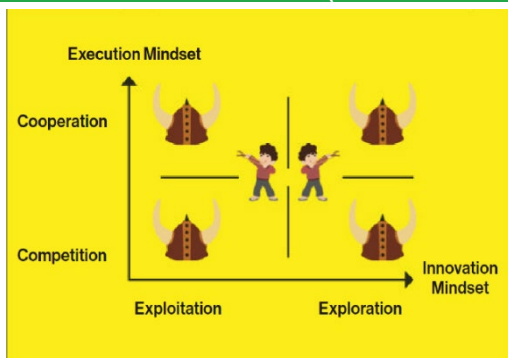 Execution Mindset
Cooperation
Competition
Innovation
Mindset
Exploitation
Exploration